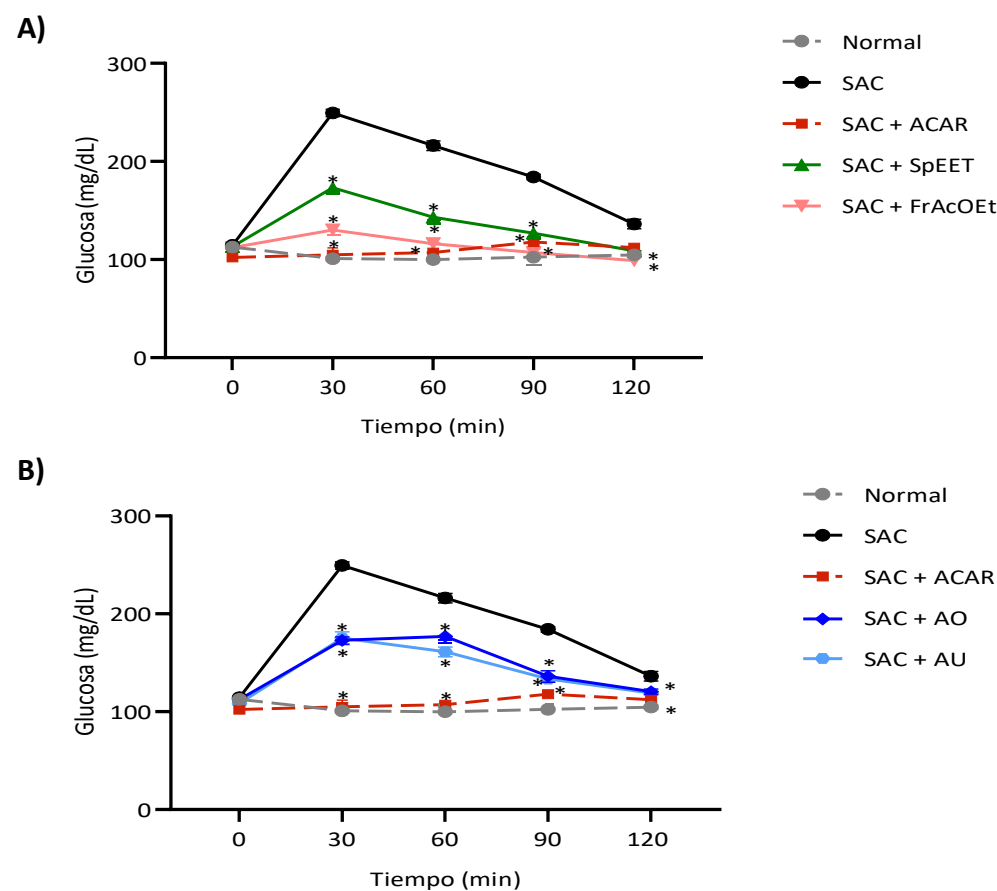 A)
Normal
SAC
SAC + ACAR
SAC + SpEET
SAC + FrAcOEt
Glucosa (mg/dL)
300
200
100
0
* * * * * * * * * * *
0 30 60 90 120
Tiempo (min)
B)
Normal
SAC
SAC + ACAR
SAC + AO
SAC + AU
Glucosa (mg/dL)
300
200
100
0
* * * * * * * * * * *
0 30 60 90 120
Tiempo (min)